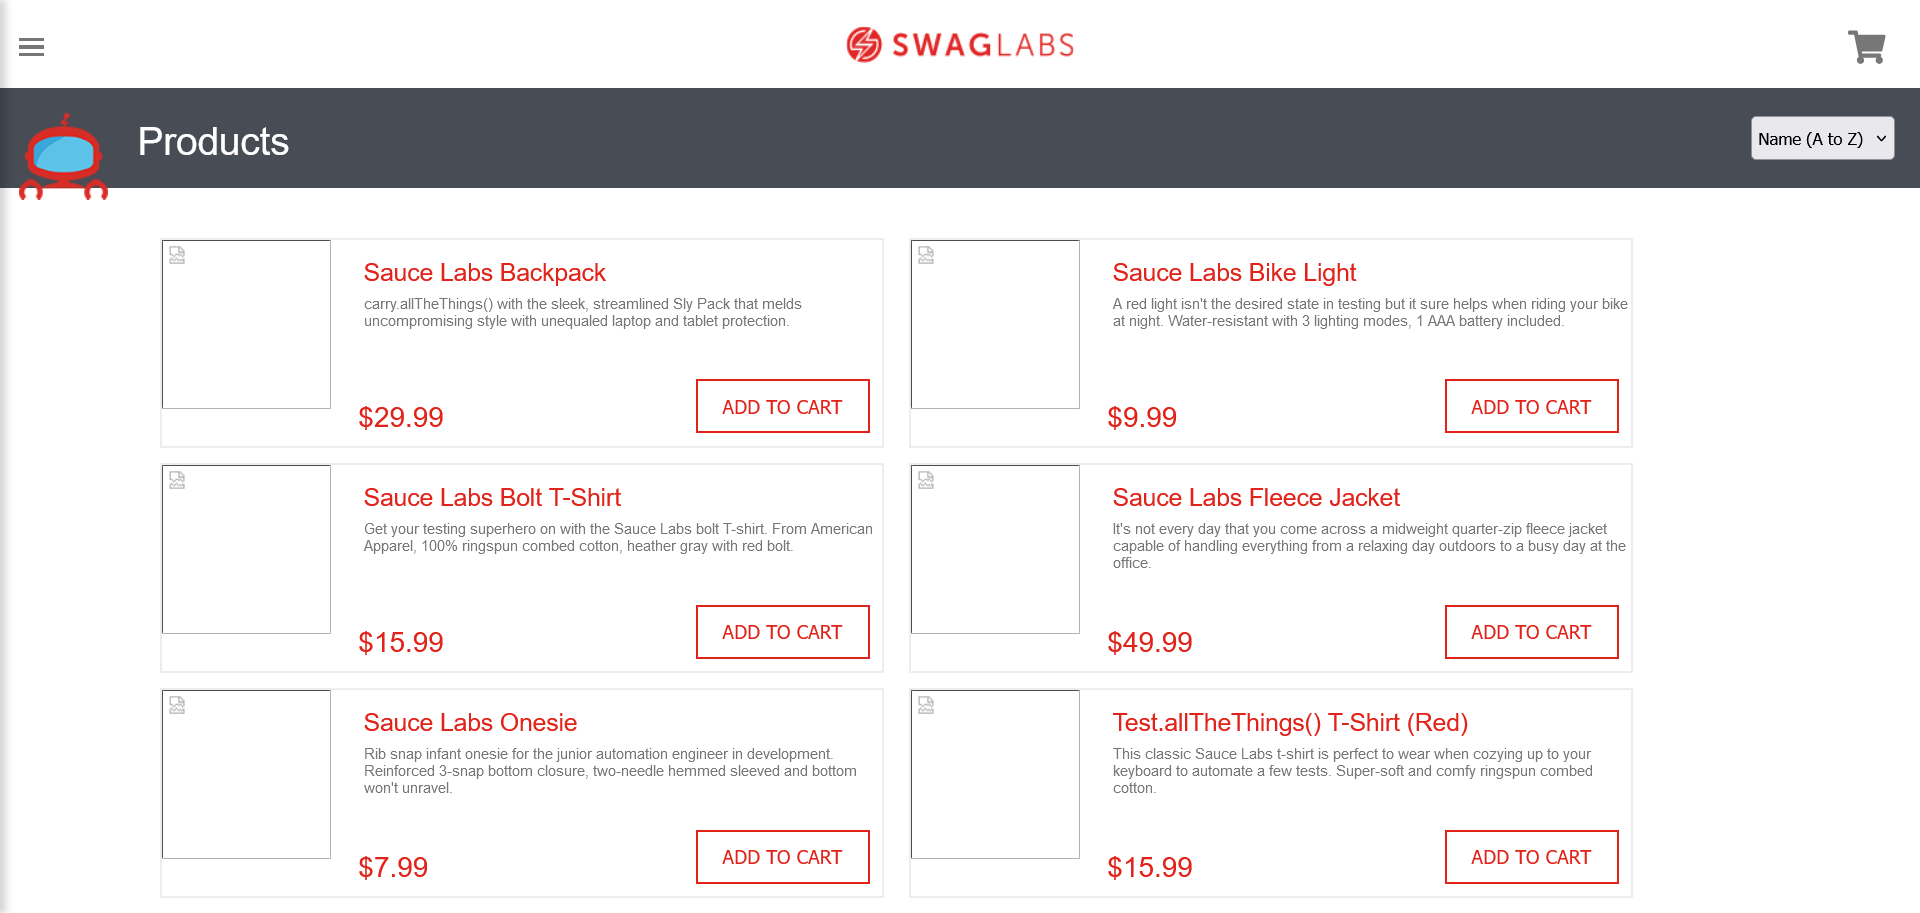 SWAGLABS
Products
Name (A to Z)
Sauce Labs Backpack
carry.allTheThings() with the sleek, streamlined Sly Pack that melds
uncompromising style with unequaled laptop and tablet protection.
$29.99
ADD TO CART
Sauce Labs Bike Light
A red light isn't the desired state in testing but it sure helps when riding your bike
at night. Water-resistant with 3 lighting modes, 1 AAA battery included.
$9.99
ADD TO CART
Sauce Labs Bolt T-Shirt
Get your testing superhero on with the Sauce Labs bolt T-shirt. From American
Apparel, 100% ringspun combed cotton, heather gray with red bolt.
$15.99
ADD TO CART
Sauce Labs Fleece Jacket
It's not every day that you come across a midweight quarter-zip fleece jacket
capable of handling everything from a relaxing day outdoors to a busy day at the
office.
$49.99
ADD TO CART
Sauce Labs Onesie
Rib snap infant onesie for the junior automation engineer in development.
Reinforced 3-snap bottom closure, two-needle hemmed sleeved and bottom
won't unravel.
$7.99
ADD TO CART
Test.allTheThings() T-Shirt (Red)
This classic Sauce Labs t-shirt is perfect to wear when cozying up to your
keyboard to automate a few tests. Super-soft and comfy ringspun combed
cotton.
$15.99
ADD TO CART